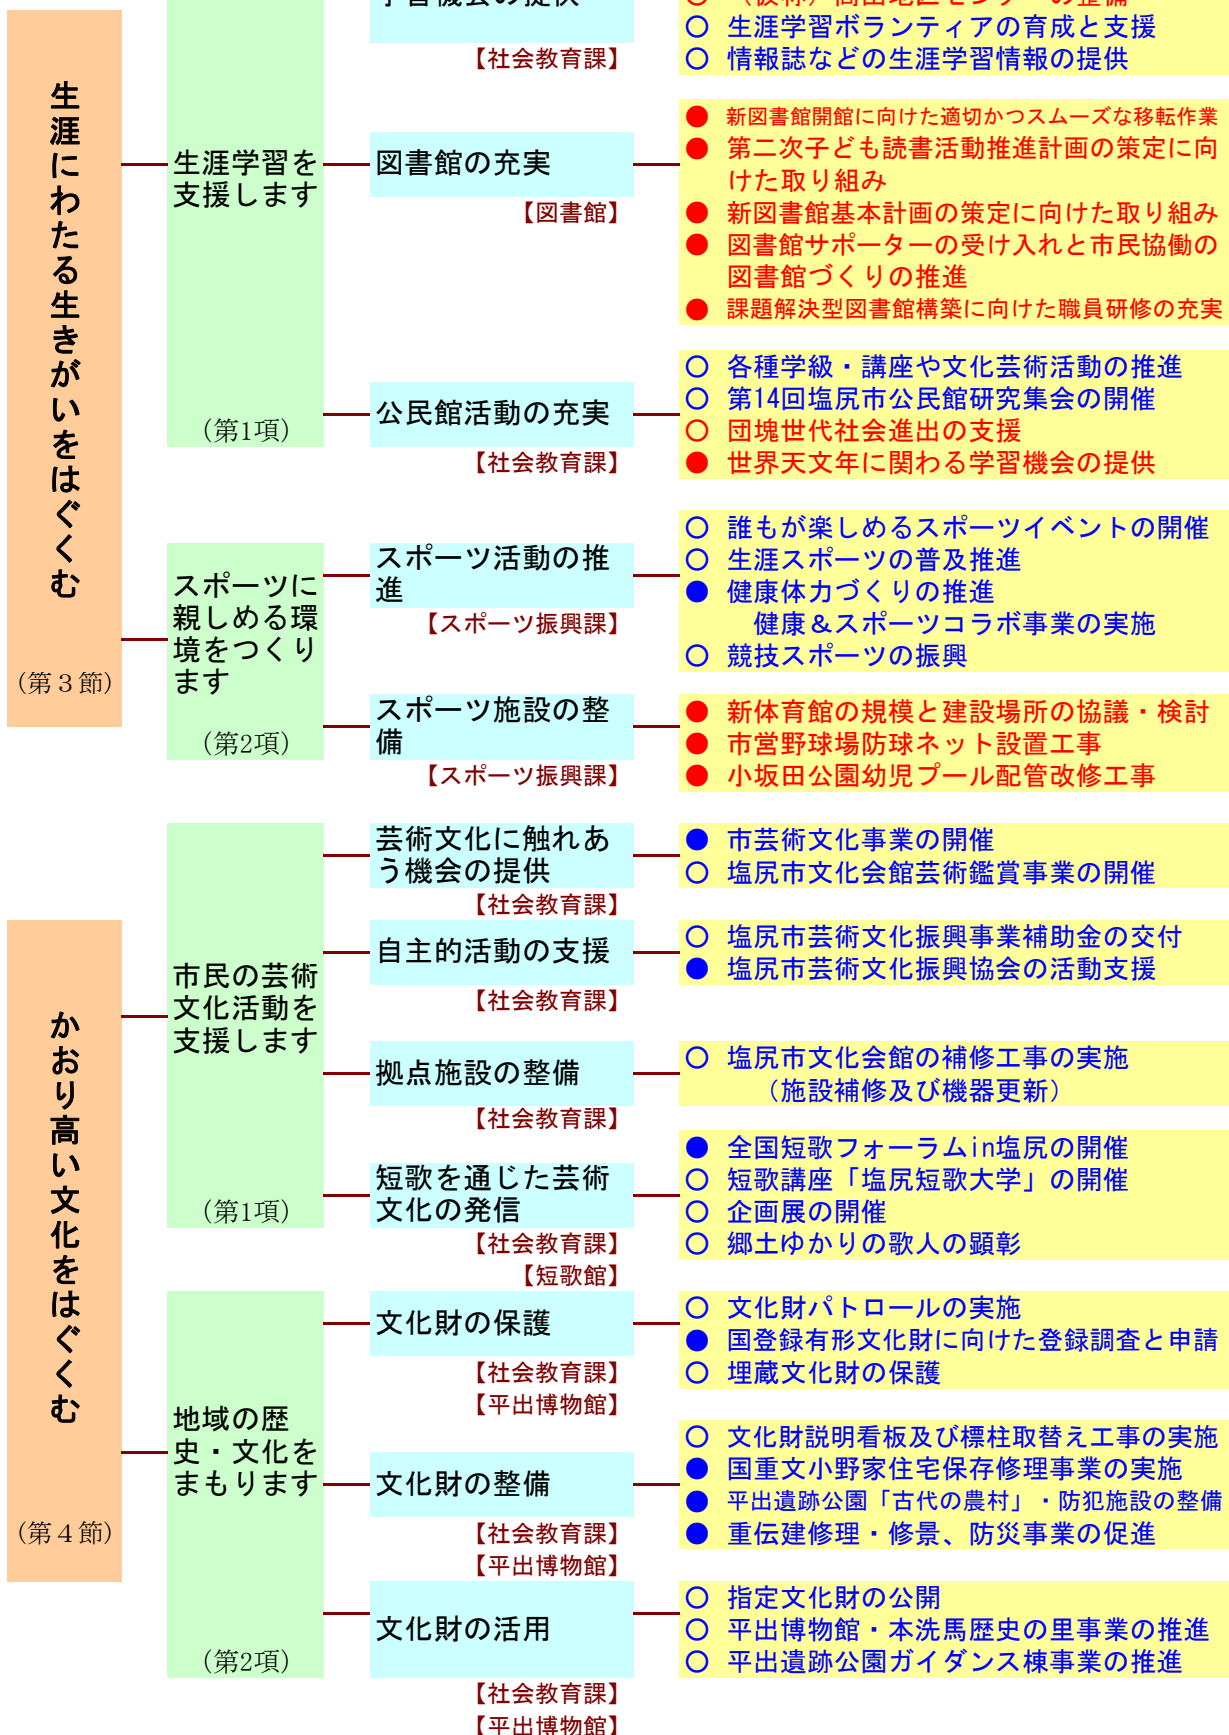 学習機会の提供
【社会教育課】
○ (仮称)高出地区センターの整備
○ 生涯学習ボランティアの育成と支援
○ 情報誌などの生涯学習情報の提供
生涯にわたる生きがいをはぐくむ
(第３節)
生涯学習を
支援します
(第1項)
図書館の充実
【図書館】
● 新図書館開館に向けた適切かつスムーズな移転作業
● 第二次子ども読書活動推進計画の策定に向
けた取り組み
● 新図書館基本計画の策定に向けた取り組み
● 図書館サポーターの受け入れと市民協働の
図書館づくりの推進
● 課題解決型図書館構築に向けた職員研修の充実
公民館活動の充実
【社会教育課】
○ 各種学級・講座や文化芸術活動の推進
○ 第14回塩尻市公民館研究集会の開催
○ 団塊世代社会進出の支援
● 世界天文年に関わる学習機会の提供
スポーツに
親しめる環
境をつくり
ます
(第2項)
スポーツ活動の推
進
【スポーツ振興課】
○ 誰もが楽しめるスポーツイベントの開催
○ 生涯スポーツの普及推進
● 健康体力づくりの推進
健康＆スポーツコラボ事業の実施
○ 競技スポーツの振興
スポーツ施設の整
備
【スポーツ振興課】
● 新体育館の規模と建設場所の協議・検討
● 市営野球場防球ネット設置工事
● 小坂田公園幼児プール配管改修工事
かおり高い文化をはぐくむ
(第４節)
市民の芸術
文化活動を
支援します
(第1項)
芸術文化に触れあ
う機会の提供
【社会教育課】
● 市芸術文化事業の開催
○ 塩尻市文化会館芸術鑑賞事業の開催
自主的活動の支援
【社会教育課】
○ 塩尻市芸術文化振興事業補助金の交付
● 塩尻市芸術文化振興協会の活動支援
拠点施設の整備
【社会教育課】
○ 塩尻市文化会館の補修工事の実施
（施設補修及び機器更新）
短歌を通じた芸術
文化の発信
【社会教育課】
【短歌館】
● 全国短歌フォーラムin塩尻の開催
○ 短歌講座「塩尻短歌大学」の開催
○ 企画展の開催
○ 郷土ゆかりの歌人の顕彰
地域の歴
史・文化を
まもります
(第2項)
文化財の保護
【社会教育課】
【平出博物館】
○ 文化財パトロールの実施
● 国登録有形文化財に向けた登録調査と申請
○ 埋蔵文化財の保護
文化財の整備
【社会教育課】
【平出博物館】
○ 文化財説明看板及び標柱取替え工事の実施
● 国重文小野家住宅保存修理事業の実施
● 平出遺跡公園「古代の農村」・防犯施設の整備
● 重伝建修理・修景、防災事業の促進
文化財の活用
【社会教育課】
【平出博物館】
○ 指定文化財の公開
○ 平出博物館・本洗馬歴史の里事業の推進
○ 平出遺跡公園ガイダンス棟事業の推進